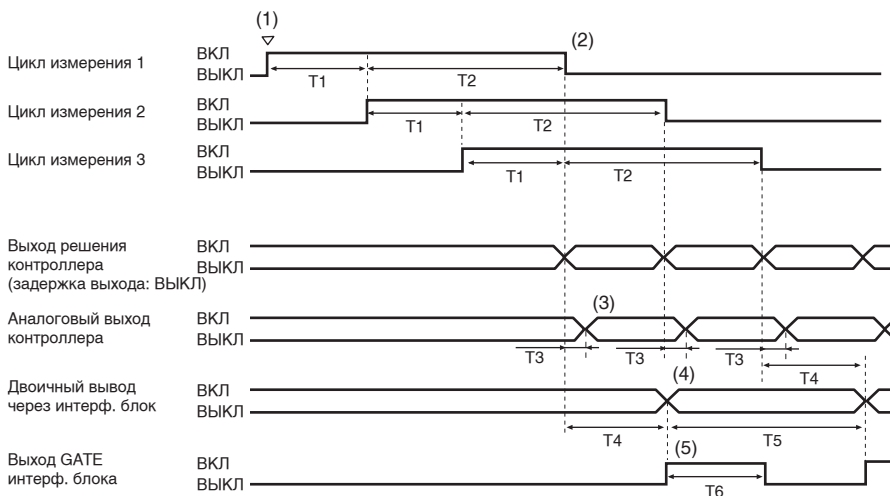 (1)
(2)
Цикл измерения 1
ВКЛ
ВЫКЛ
T1
T2
Цикл измерения 2
ВКЛ
ВЫКЛ
T1
T2
Цикл измерения 3
ВКЛ
ВЫКЛ
T1
T2
Выход решения
контроллера
(задержка выхода: ВЫКЛ)
ВКЛ
ВЫКЛ
Аналоговый выход
контроллера
ВКЛ
ВЫКЛ
(3)
T3
T3
T3
T4
Двоичный вывод
через интерф. блок
ВКЛ
ВЫКЛ
(4)
T4
T5
Выход GATE
интерф. блока
ВКЛ
ВЫКЛ
(5)
T6